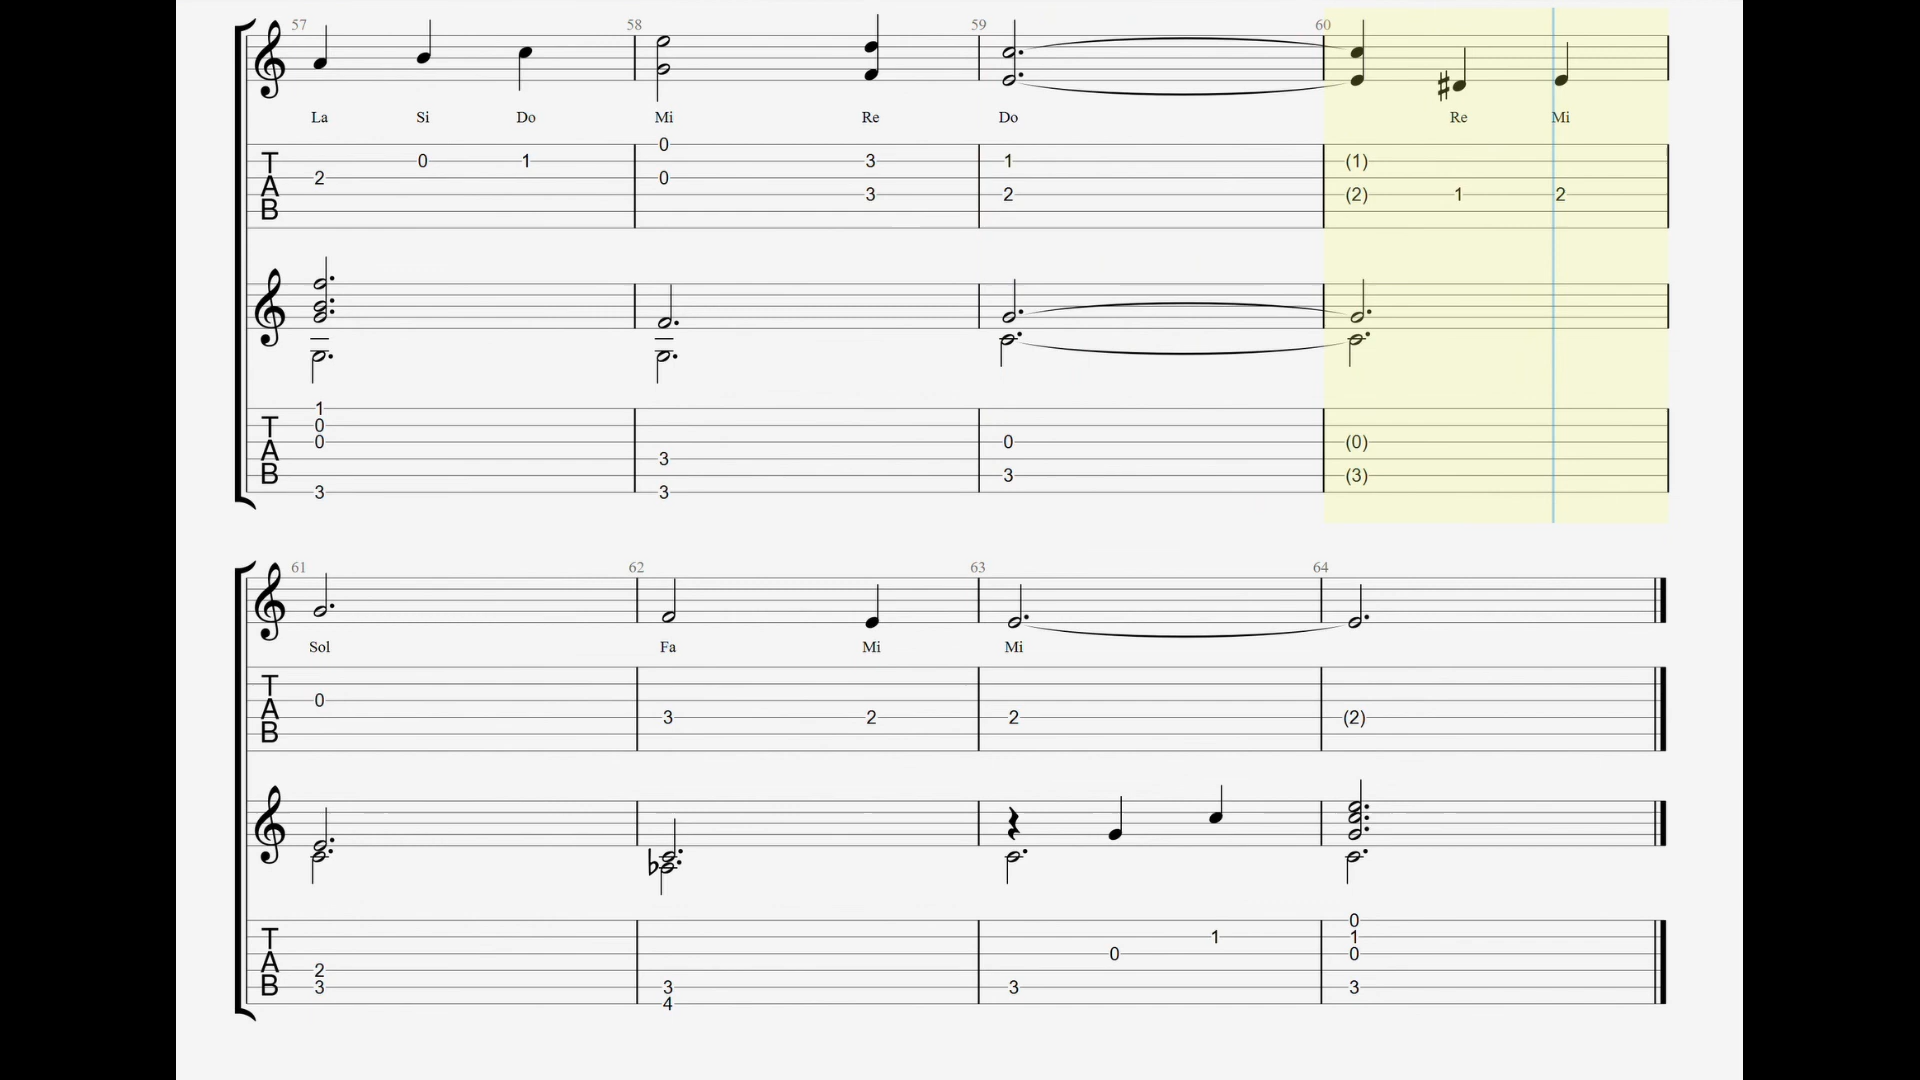 57 58 59 60
La Si Do Mi Re Do Re Mi
0
T 0 1 3 1 (1)
2 0
A 3 2 (2) 1 2
B
1
T 0
0 0 (0)
A 3
B 3 (3)
3 3
61 62 63 64
Sol Fa Mi Mi
T
0
A 3 2 2 (2)
B
0
T 1 1
0 0
A 2
B 3 3 3 3
4